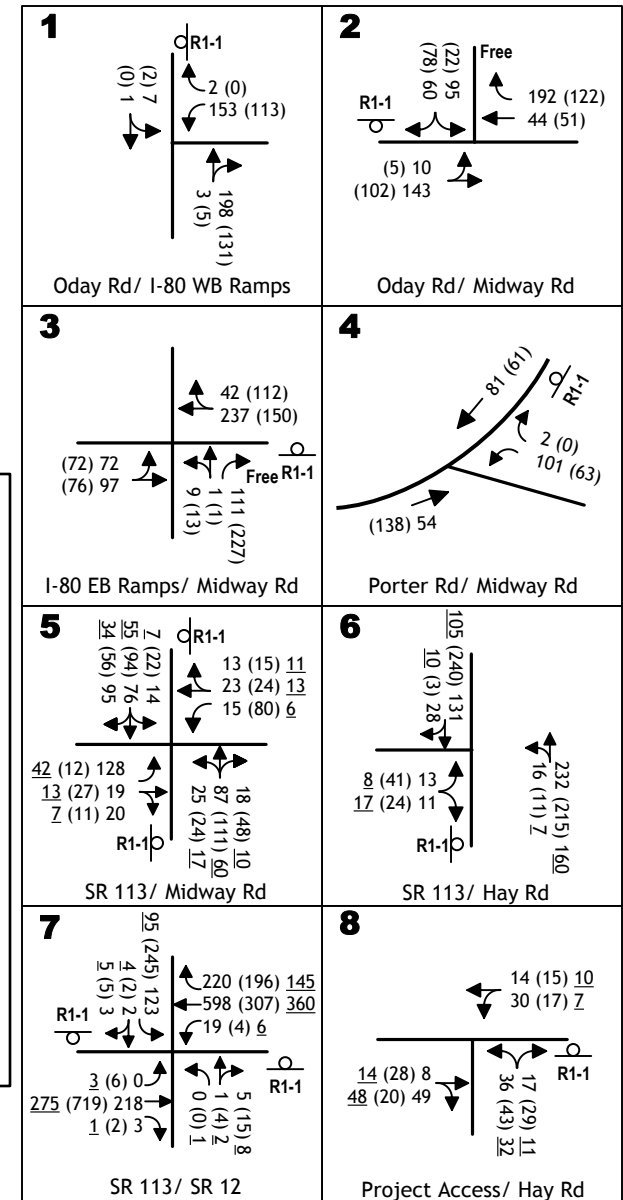 1
R1-1
(2) 7
(0) 1
2 (0)
153 (113)
198 (131)
3 (5)
Oday Rd/ I-80 WB Ramps
2
Free
(22) 95
(78) 60
R1-1
192 (122)
44 (51)
(5) 10
(102) 143
Oday Rd/ Midway Rd
3
42 (112)
237 (150)
(72) 72
(76) 97
Free R1-1
111 (227)
1 (1)
9 (13)
I-80 EB Ramps/ Midway Rd
4
81 (61)
R1-1
2 (0)
101 (63)
(138) 54
Porter Rd/ Midway Rd
5
R1-1
7 (22) 14
55 (94) 76
34 (56) 95
13 (15) 11
23 (24) 13
15 (80) 6
42 (12) 128
13 (27) 19
7 (11) 20
R1-1
18 (48) 10
87 (111) 60
25 (24) 17
SR 113/ Midway Rd
6
105 (240) 131
10 (3) 28
8 (41) 13
17 (24) 11
R1-1
232 (215) 160
16 (11) 7
SR 113/ Hay Rd
7
95 (245) 123
4 (2) 2
5 (5) 3
R1-1
220 (196) 145
598 (307) 360
19 (4) 6
3 (6) 0
275 (719) 218
1 (2) 3
R1-1
5 (15) 8
1 (4) 2
0 (0) 1
SR 113/ SR 12
8
14 (15) 10
30 (17) 7
14 (28) 8
48 (20) 49
R1-1
17 (29) 11
36 (43) 32
Project Access/ Hay Rd